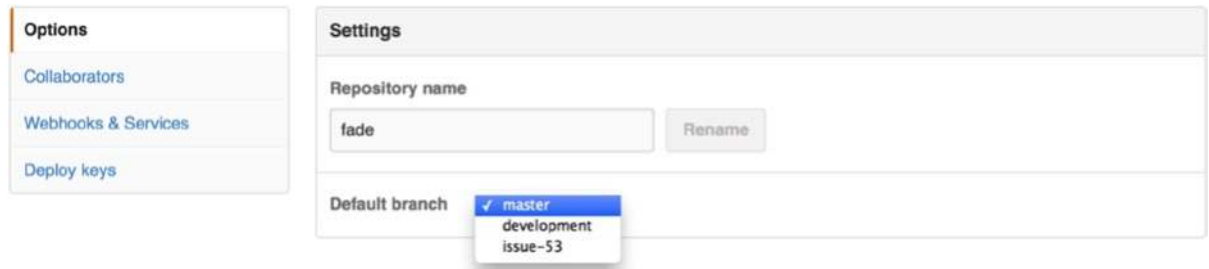 Options
Collaborators
Webhooks & Services
Deploy keys
Settings
Repository name
fade
Rename
Default branch
✓ master
development
issue-53